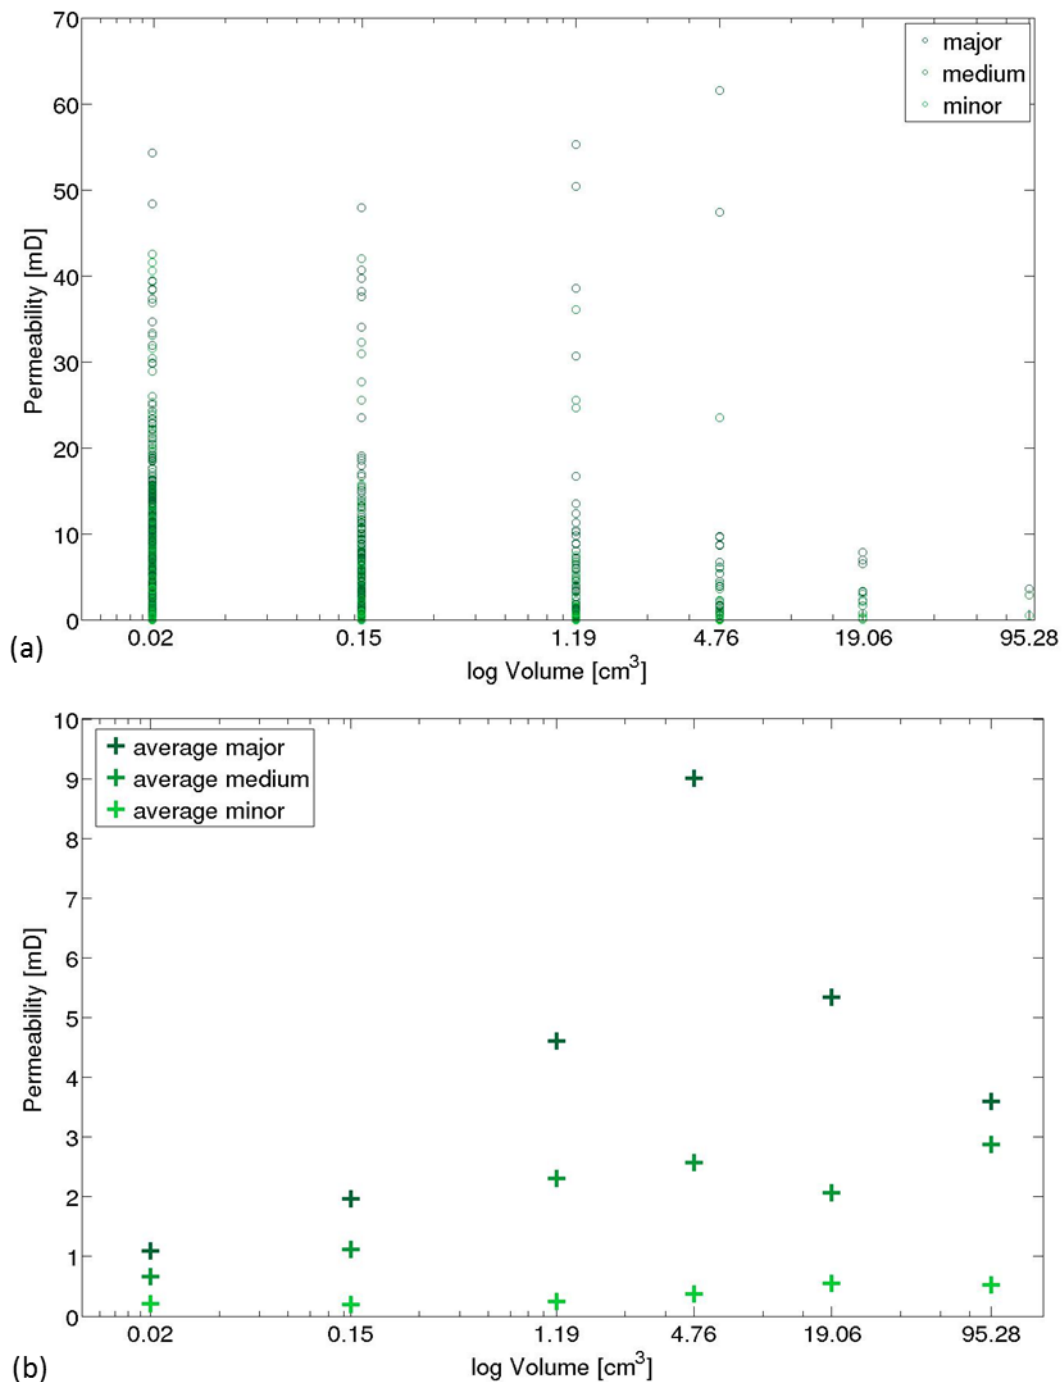 70
60
50
40
30
20
10
0
Permeability [mD]
major
medium
minor
0.02 0.15 1.19 4.76 19.06 95.28
log Volume [cm³]
(a)
10
9
8
7
6
5
4
3
2
1
0
Permeability [mD]
average major
average medium
average minor
0.02 0.15 1.19 4.76 19.06 95.28
log Volume [cm³]
(b)